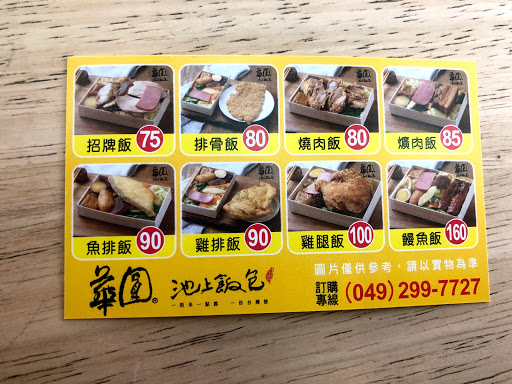 招牌飯 75 排骨飯 80 燒肉飯 80 爌肉飯 85
魚排飯 90 雞排飯 90 雞腿飯 100 鰻魚飯 160
圖片僅供參考，請以實物為準
華圓® 池上飯包
訂購專線 (049) 299-7727